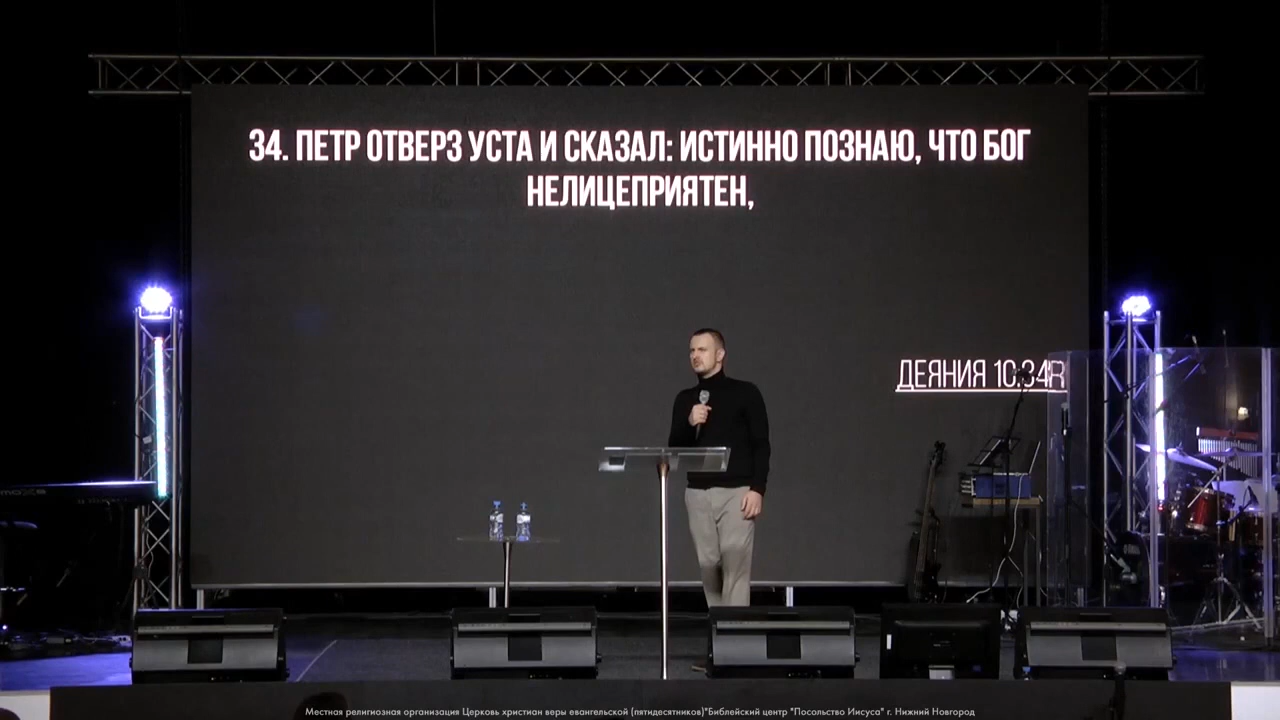 34. ПЕТР ОТВЕРЗ УСТА И СКАЗАЛ: ИСТИННО ПОЗНАЮ, ЧТО БОГ
НЕЛИЦЕПРИЯТЕН,
ДЕЯНИЯ 10:34R
Местная религиозная организация Церковь христиан веры евангельской (пятидесятников)"Библейский центр "Посольство Иисуса" г. Нижний Новгород